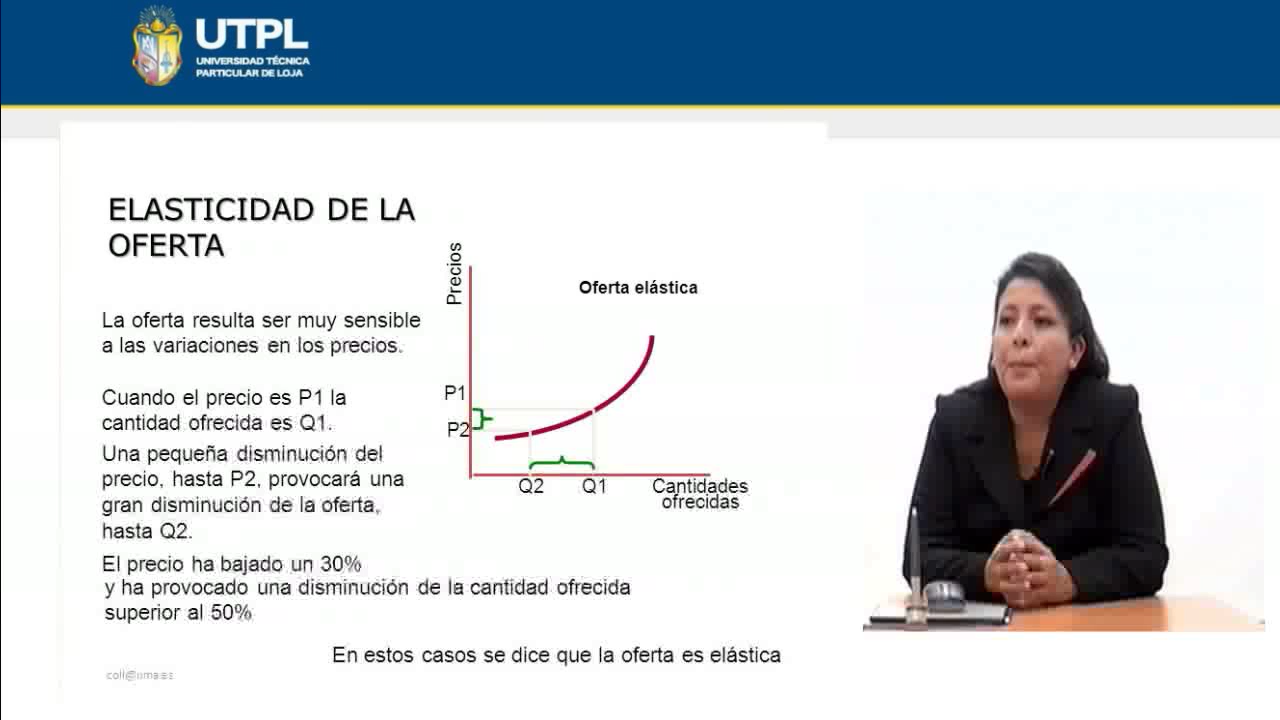 UTPL
UNIVERSIDAD TÉCNICA
PARTICULAR DE LOJA
ELASTICIDAD DE LA
OFERTA
La oferta resulta ser muy sensible
a las variaciones en los precios.
Cuando el precio es P1 la
cantidad ofrecida es Q1.
Una pequeña disminución del
precio, hasta P2, provocará una
gran disminución de la oferta,
hasta Q2.
El precio ha bajado un 30%
y ha provocado una disminución de la cantidad ofrecida
superior al 50%
En estos casos se dice que la oferta es elástica
Precios
Oferta elástica
P1
P2
Q2
Q1
Cantidades
ofrecidas
coll@uma.es